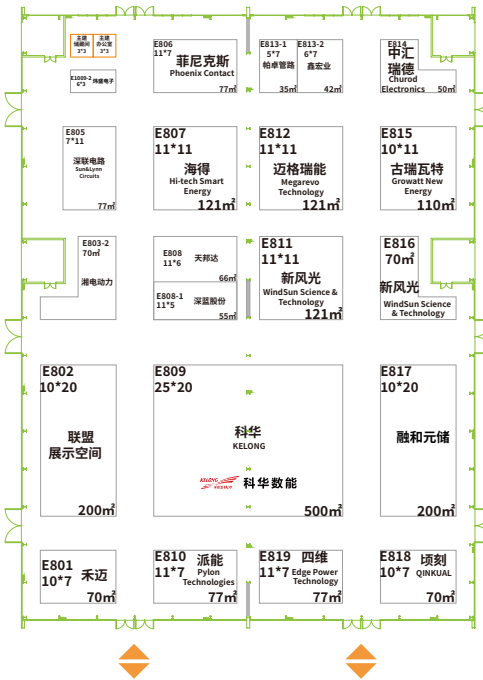 主建
储藏间
3*3
主建
办公室
3*3
E1009-2
6*3
炜盛电子
E806
11*7
菲尼克斯
Phoenix Contact
77㎡
E813-1
5*7
帕卓管路
35㎡
E813-2
6*7
鑫宏业
42㎡
E814
中汇
瑞德
Churod
Electronics
50㎡
E805
7*11
深联电路
Sun&Lynn
Circuits
77㎡
E807
11*11
海得
Hi-tech Smart
Energy
121㎡
E812
11*11
迈格瑞能
Megarevo
Technology
121㎡
E815
10*11
古瑞瓦特
Growatt New
Energy
110㎡
E803-2
70㎡
湘电动力
E808
11*6
天邦达
66㎡
E808-1
11*5
深蓝股份
55㎡
E811
11*11
新风光
WindSun Science &
Technology
121㎡
E816
70㎡
新风光
WindSun Science
& Technology
E802
10*20
联盟
展示空间
200㎡
E809
25*20
科华
KELONG
KELONG
科华数能
500㎡
E817
10*20
融和元储
200㎡
E801
10*7
禾迈
70㎡
E810
11*7
派能
Pylon
Technologies
77㎡
E819
11*7
四维
Edge Power
Technology
77㎡
E818
10*7
顷刻
QINKUAL
70㎡